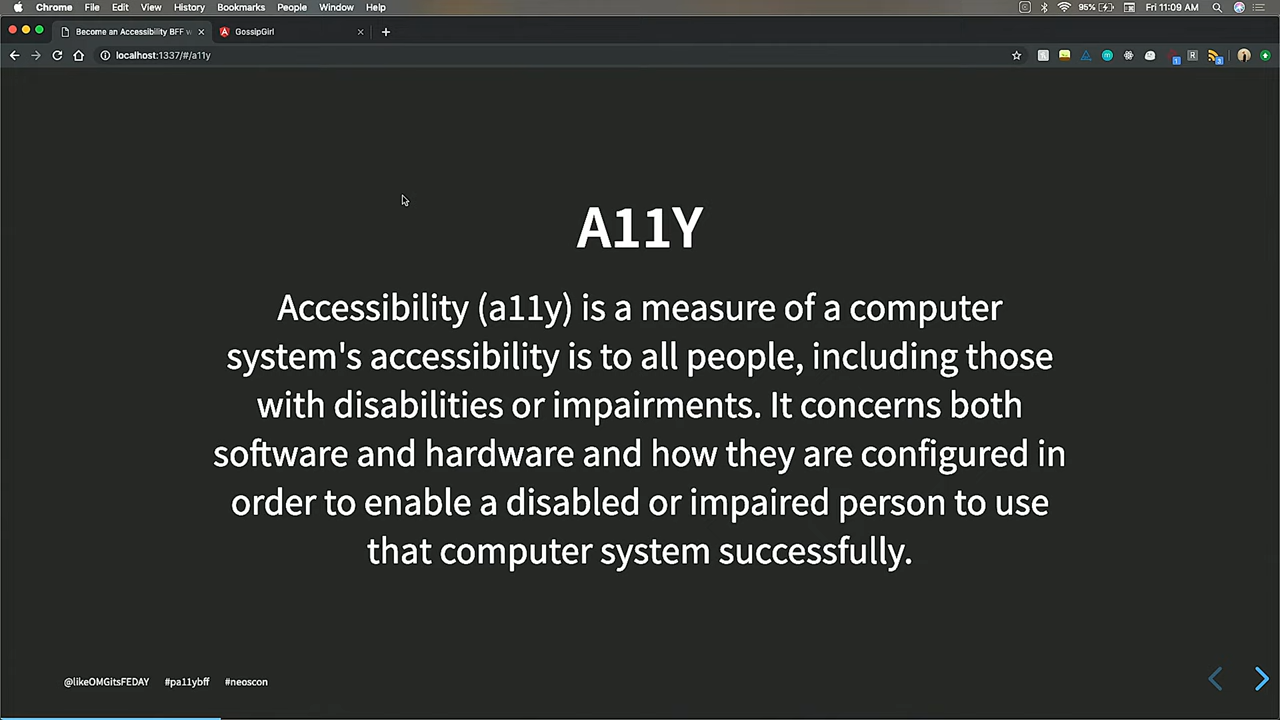 Chrome File Edit View History Bookmarks People Window Help 95% Fri 11:09 AM
Become an Accessibility BFF GossipGirl
localhost:1337/#/a11y
A11Y
Accessibility (a11y) is a measure of a computer
system's accessibility is to all people, including those
with disabilities or impairments. It concerns both
software and hardware and how they are configured in
order to enable a disabled or impaired person to use
that computer system successfully.
@likeOMGitsFEDAY #pa11ybff #neoscon